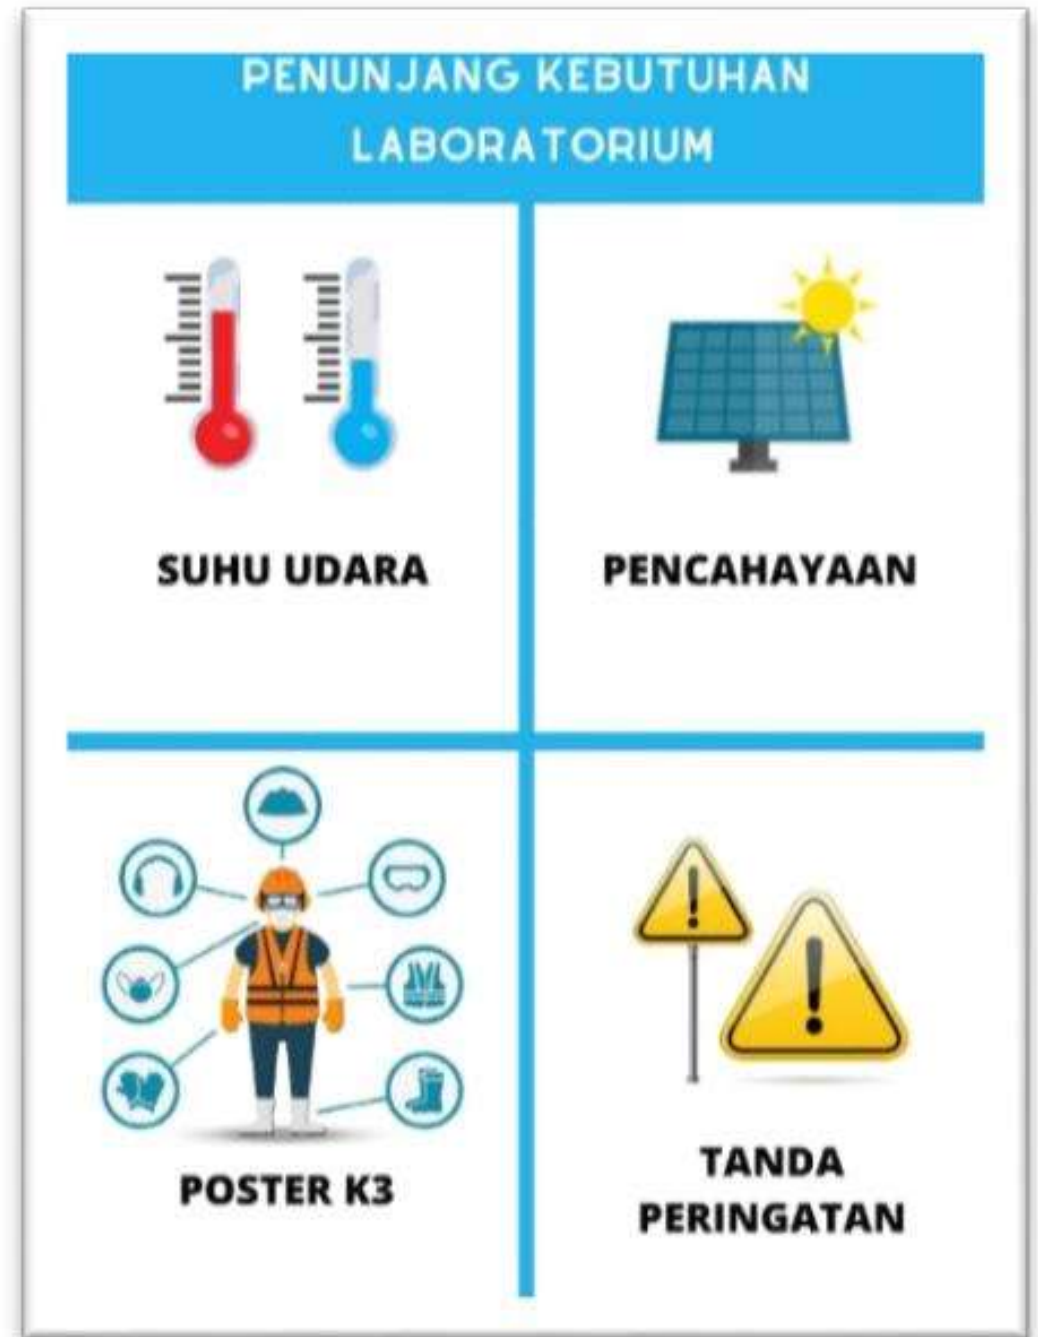 PENUNJANG KEBUTUHAN
LABORATORIUM
SUHU UDARA
PENCAHAYAAN
POSTER K3
TANDA
PERINGATAN